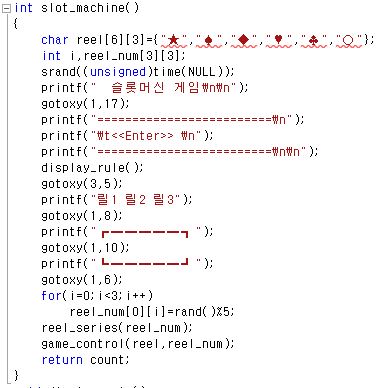 int slot_machine()
{
char reel[6][3]={"★","♠","◆","♥","♣","○"};
int i,reel_num[3][3];
srand((unsigned)time(NULL));
printf("  슬롯머신 게임₩n₩n");
gotoxy(1,17);
printf("=========================₩n");
printf("₩t<<Enter>> ₩n");
printf("=========================₩n₩n");
display_rule();
gotoxy(3,5);
printf("릴1 릴2 릴3");
gotoxy(1,8);
printf("┏━━━━━━━┓ ");
gotoxy(1,10);
printf("┗━━━━━━━┛ ");
gotoxy(1,6);
for(i=0;i<3;i++)
reel_num[0][i]=rand()%5;
reel_series(reel_num);
game_control(reel,reel_num);
return count;
}